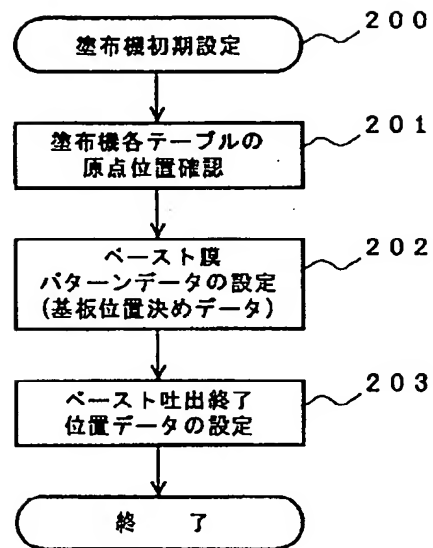 塗布機初期設定
200
塗布機各テーブルの
原点位置確認
201
ペースト膜
パターンデータの設定
(基板位置決めデータ)
202
ペースト吐出終了
位置データの設定
203
終 了